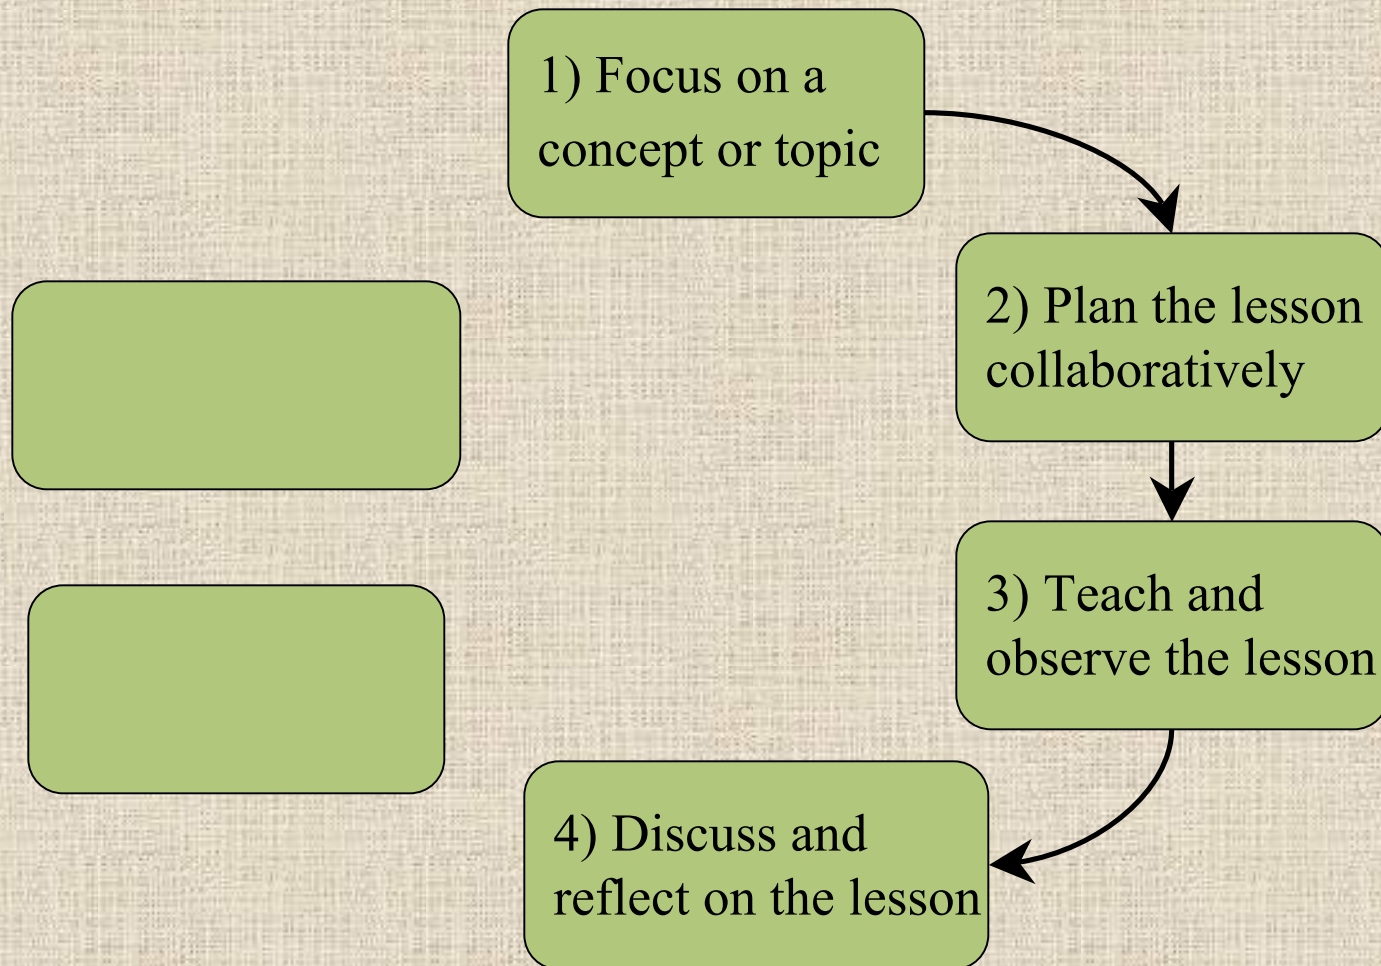 1) Focus on a
concept or topic
2) Plan the lesson
collaboratively
3) Teach and
observe the lesson
4) Discuss and
reflect on the lesson